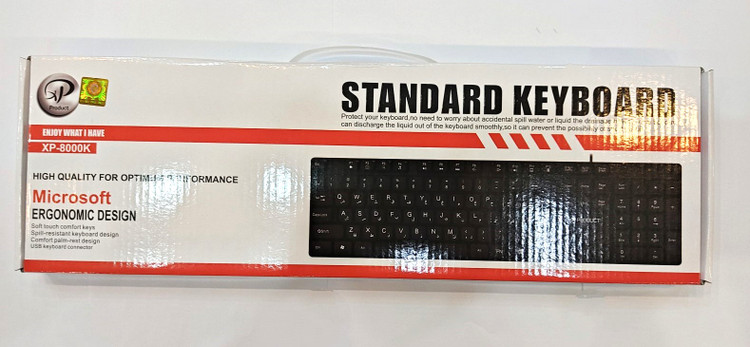 XP
Product
STANDARD KEYBOARD
Protect your keyboard,no need to worry about accidental spill water or liquid the
can discharge the liquid out of the keyboard smoothly,so it can prevent the possibility of
ENJOY WHAT I HAVE
XP-8000K
HIGH QUALITY FOR PERFORMANCE
Microsoft
ERGONOMIC DESIGN
Soft touch comfort keys
Spill-resistant keyboard design
Comfort palm-rest design
USB keyboard connector
Q W E R T Y U I O P
A S D F G H J K L
Z X C V B N M
PRODUCT